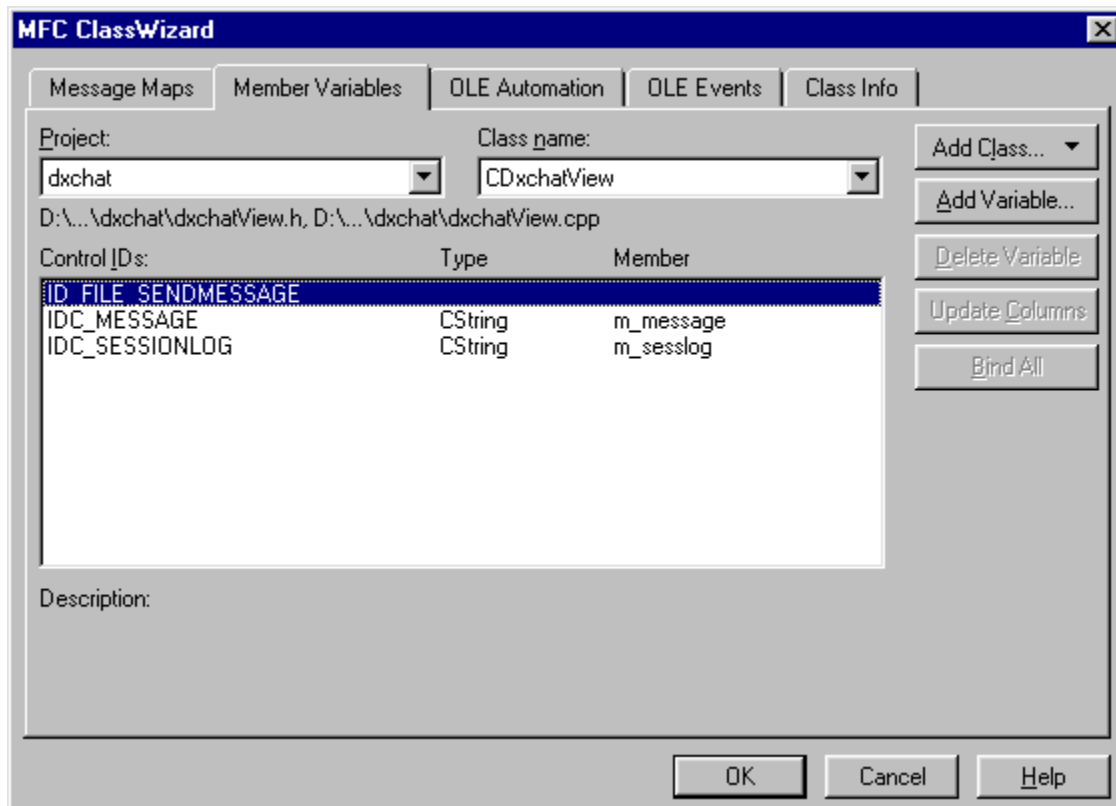 MFC ClassWizard
Message Maps Member Variables OLE Automation OLE Events Class Info
Project: Class name:
Add Class...
dxchat CDxchatView
Add Variable...
D:\...\dxchat\dxchatView.h, D:\...\dxchat\dxchatView.cpp
Control IDs: Type Member
Delete Variable
ID_FILE_SENDMESSAGE
IDC_MESSAGE CString m_message
Update Columns
IDC_SESSIONLOG CString m_sesslog
Bind All
Description:
OK Cancel Help